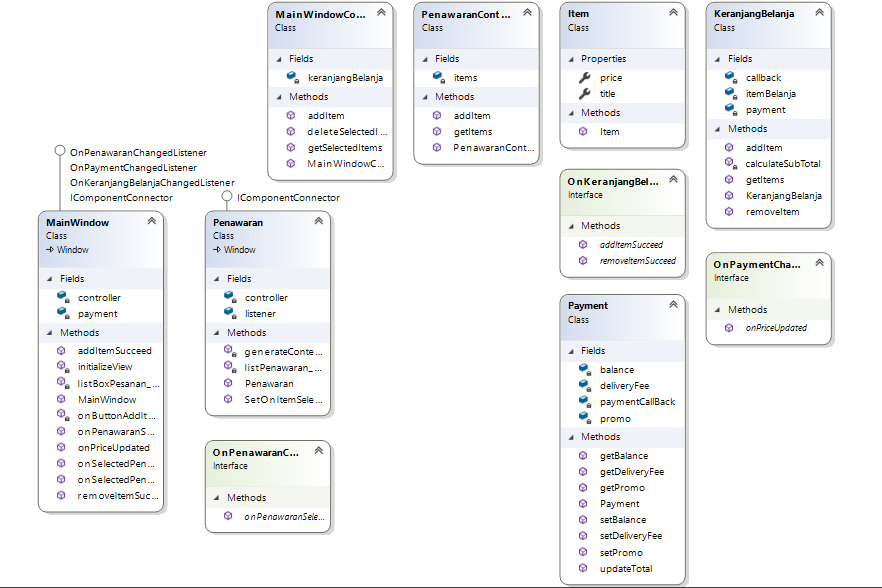 MainWindowCo...
Class
Fields
keranjangBelanja
Methods
addItem
deleteSelectedI ...
getSelectedItems
MainWindowC...
PenawaranCont ...
Class
Fields
items
Methods
addItem
getItems
PenawaranCont...
Item
Class
Properties
price
title
Methods
Item
KeranjangBelanja
Class
Fields
callback
itemBelanja
payment
Methods
addItem
calculateSubTotal
getItems
KeranjangBelanja
removeItem
OnPenawaranChangedListener
OnPaymentChangedListener
OnKeranjangBelanjaChangedListener
IComponentConnector
MainWindow
Class
Window
Fields
controller
payment
Methods
addItemSucceed
initializeView
listBoxPesanan_...
MainWindow
onButtonAddIt...
onPenawaranS...
onPriceUpdated
onSelectedPen...
onSelectedPen...
removeItemSuc...
IComponentConnector
Penawaran
Class
Window
Fields
controller
listener
Methods
generateConte...
listPenawaran_...
Penawaran
SetOnItemSele...
OnPenawaranC...
Interface
Methods
onPenawaranSele...
OnKeranjangBel...
Interface
Methods
addItemSucceed
removeItemSucceed
Payment
Class
Fields
balance
deliveryFee
paymentCallBack
promo
Methods
getBalance
getDeliveryFee
getPromo
Payment
setBalance
setDeliveryFee
setPromo
updateTotal
OnPaymentCha...
Interface
Methods
onPriceUpdated